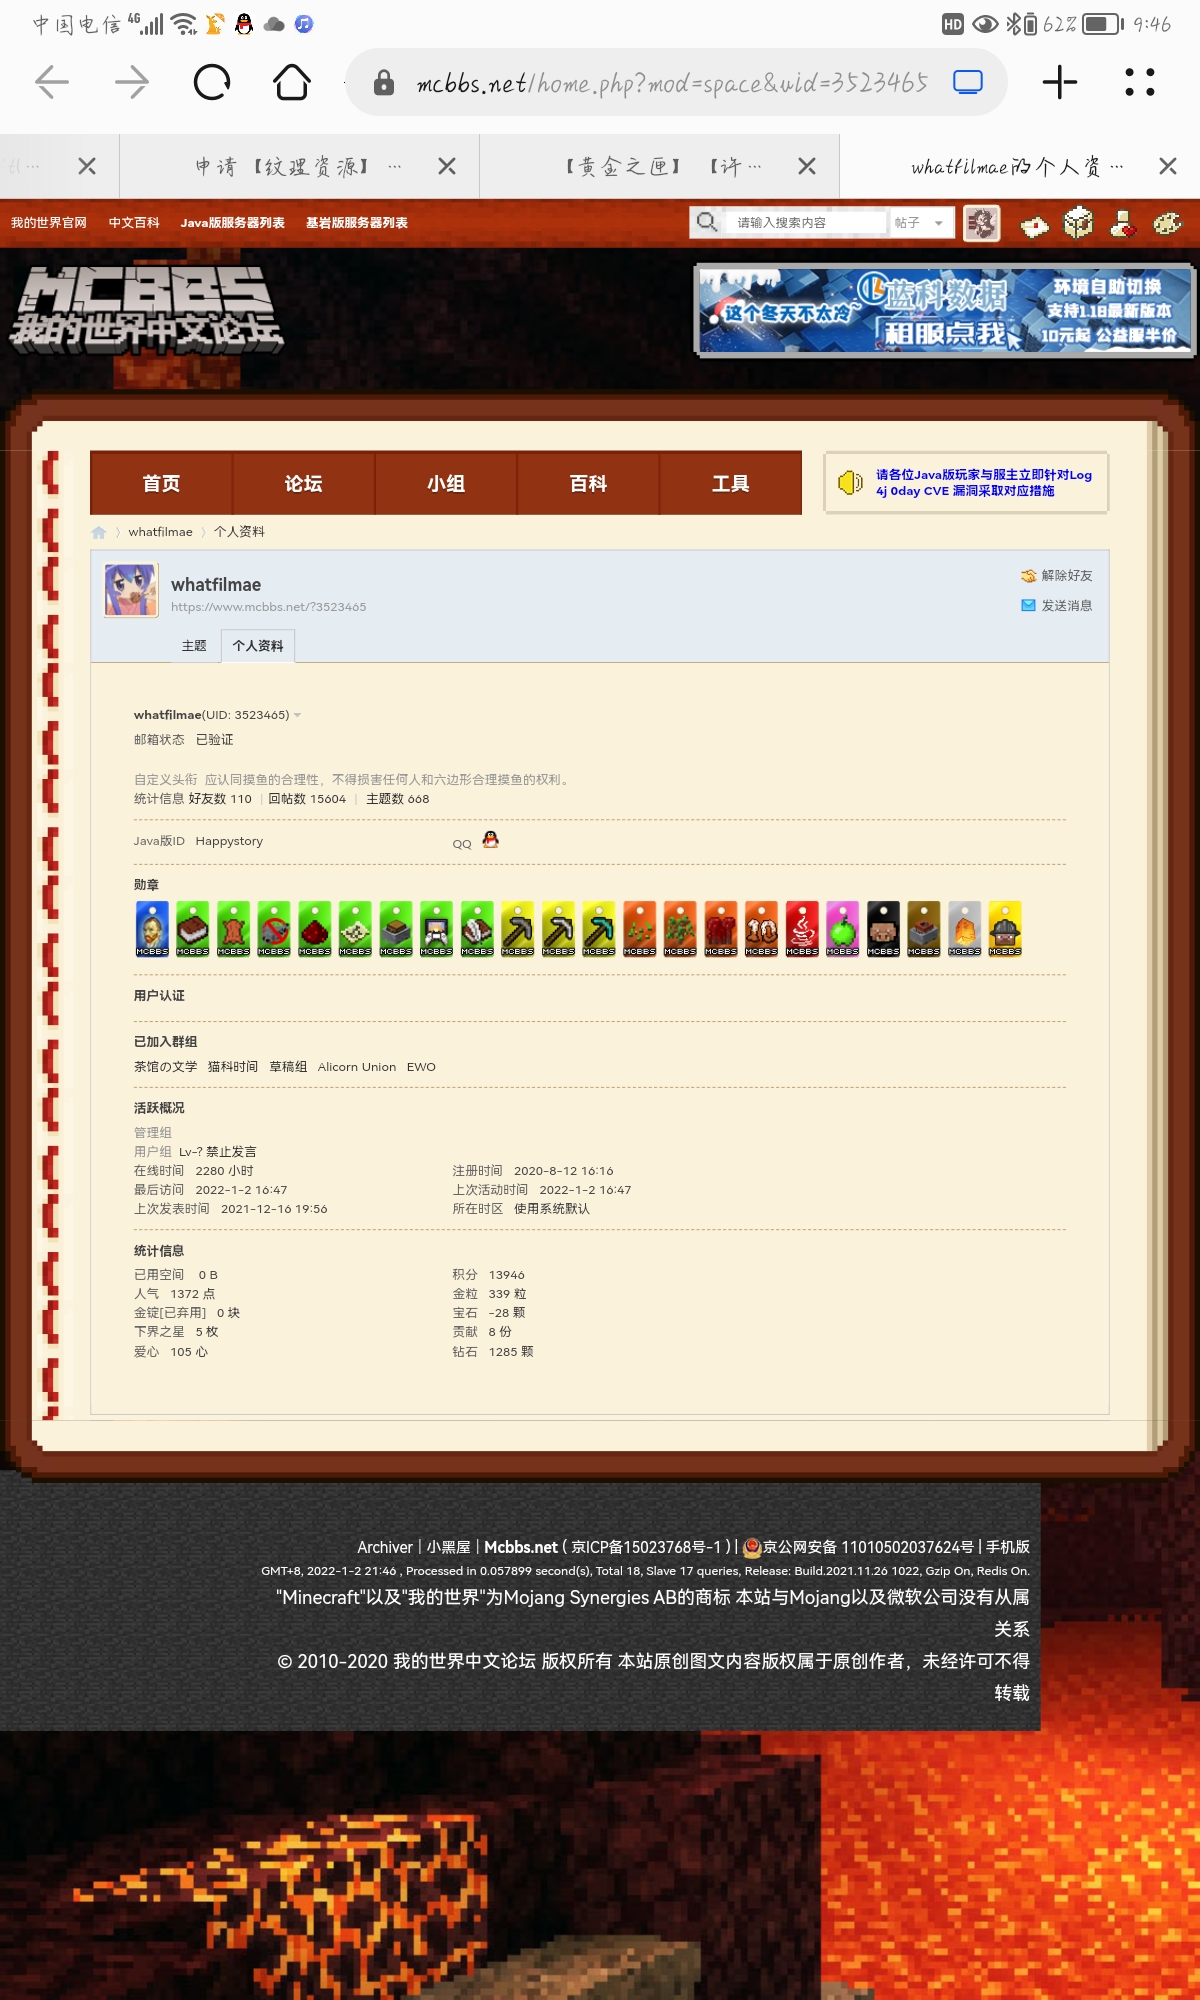 中国电信 4G HD 62% 9:46
mcbbs.net/home.php?mod=space&uid=3523465
申请【纹理资源】 … 【黄金之匣】 【许 … whatfilmae的个人资 …
我的世界官网 中文百科 Java版服务器列表 基岩版服务器列表 请输入搜索内容 帖子
MCBBS
我的世界中文论坛
这个冬天不太冷 蓝科数据 租服点我
环境自助切换
支持1.18最新版本
10元起 公益服半价
首页 论坛 小组 百科 工具
请各位Java版玩家与服主立即针对Log
4j 0day CVE 漏洞采取对应措施
whatfilmae 个人资料
whatfilmae
https://www.mcbbs.net/?3523465
解除好友
发送消息
主题 个人资料
whatfilmae(UID: 3523465)
邮箱状态 已验证
自定义头衔 应认同摸鱼的合理性，不得损害任何人和六边形合理摸鱼的权利。
统计信息 好友数 110 | 回帖数 15604 | 主题数 668
Java版ID Happystory QQ
勋章
MCBBS MCBBS MCBBS MCBBS MCBBS MCBBS MCBBS MCBBS MCBBS MCBBS MCBBS MCBBS MCBBS MCBBS MCBBS MCBBS MCBBS MCBBS MCBBS MCBBS MCBBS MCBBS
用户认证
已加入群组
茶馆の文学 猫科时间 草稿组 Alicorn Union EWO
活跃概况
管理组
用户组 Lv-? 禁止发言
在线时间 2280 小时 注册时间 2020-8-12 16:16
最后访问 2022-1-2 16:47 上次活动时间 2022-1-2 16:47
上次发表时间 2021-12-16 19:56 所在时区 使用系统默认
统计信息
已用空间 0 B 积分 13946
人气 1372 点 金粒 339 粒
金锭[已弃用] 0 块 宝石 -28 颗
下界之星 5 枚 贡献 8 份
爱心 105 心 钻石 1285 颗
Archiver | 小黑屋 | Mcbbs.net ( 京ICP备15023768号-1 ) | 京公网安备 11010502037624号 | 手机版
GMT+8, 2022-1-2 21:46 , Processed in 0.057899 second(s), Total 18, Slave 17 queries, Release: Build.2021.11.26 1022, Gzip On, Redis On.
"Minecraft"以及"我的世界"为Mojang Synergies AB的商标 本站与Mojang以及微软公司没有从属
关系
© 2010-2020 我的世界中文论坛 版权所有 本站原创图文内容版权属于原创作者，未经许可不得
转载